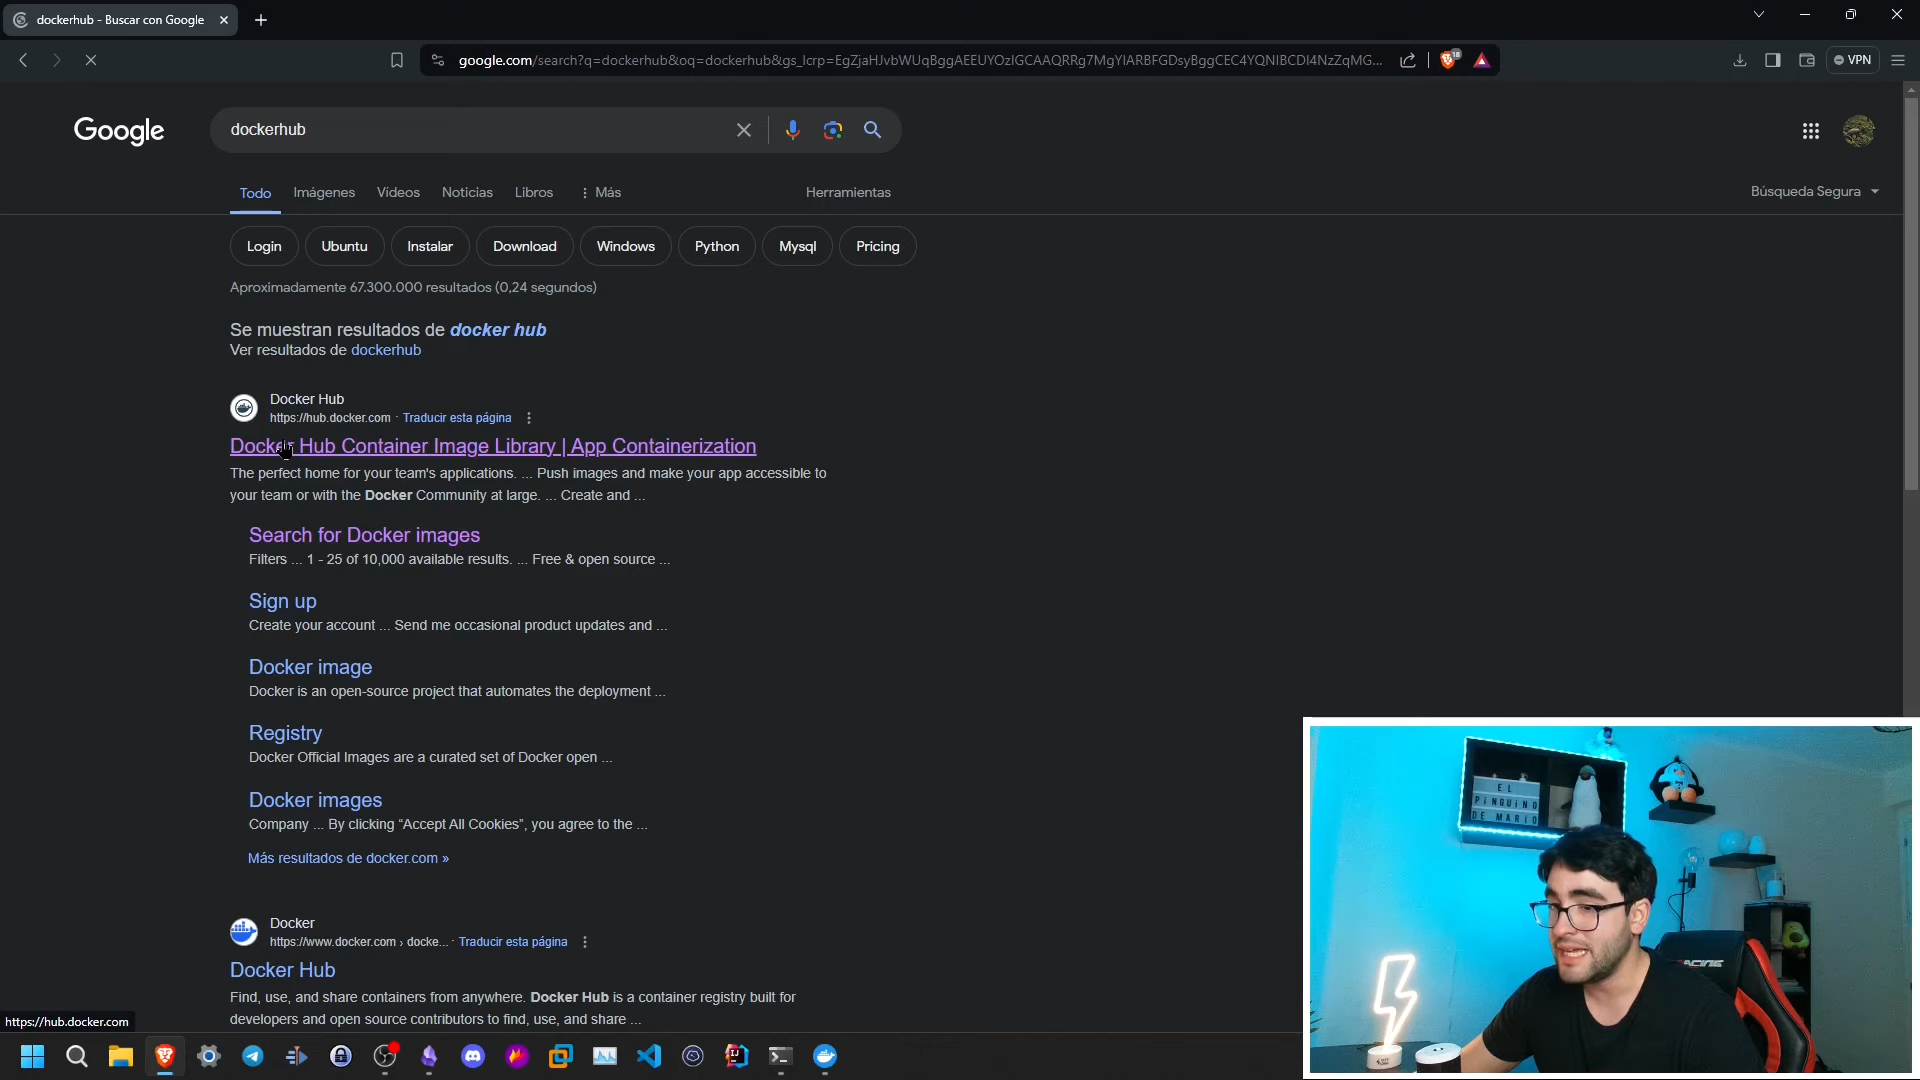 dockerhub - Buscar con Google
google.com/search?q=dockerhub&oq=dockerhub&gs_lcrp=EgZjaHJvbWUqBggAEEUYOzIGCAAQRRg7MgYIARBFGDsyBggCEC4YQNIBCDI4NzZqMG...
18
VPN
Google
dockerhub
Todo
Imágenes
Vídeos
Noticias
Libros
Más
Herramientas
Búsqueda Segura
Login
Ubuntu
Instalar
Download
Windows
Python
Mysql
Pricing
Aproximadamente 67.300.000 resultados (0,24 segundos)
Se muestran resultados de docker hub
Ver resultados de dockerhub
Docker Hub
https://hub.docker.com · Traducir esta página
Docker Hub Container Image Library | App Containerization
The perfect home for your team's applications. ... Push images and make your app accessible to
your team or with the Docker Community at large. ... Create and ...
Search for Docker images
Filters ... 1 - 25 of 10,000 available results. ... Free & open source ...
Sign up
Create your account ... Send me occasional product updates and ...
Docker image
Docker is an open-source project that automates the deployment ...
Registry
Docker Official Images are a curated set of Docker open ...
Docker images
Company ... By clicking “Accept All Cookies”, you agree to the ...
Más resultados de docker.com »
Docker
https://www.docker.com › docke... · Traducir esta página
Docker Hub
Find, use, and share containers from anywhere. Docker Hub is a container registry built for
developers and open source contributors to find, use, and share ...
https://hub.docker.com
EL
PiNGUiNO
DE MARIO